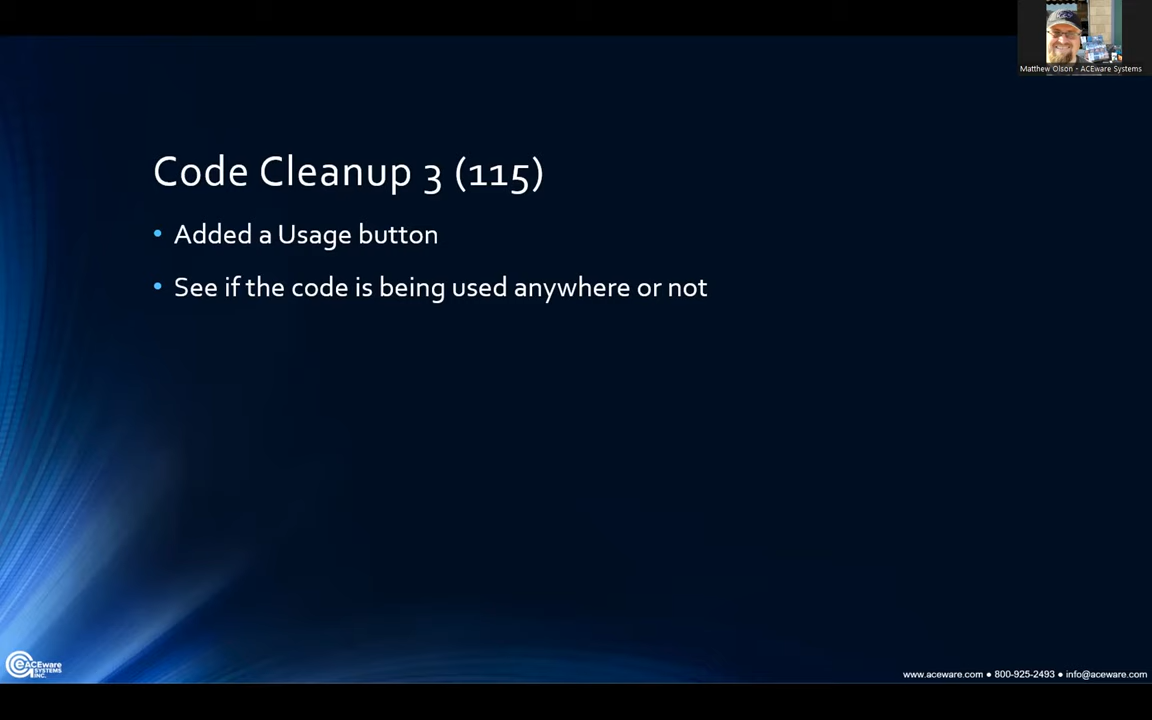 Matthew Olson - ACEware Systems
Code Cleanup 3 (115)
• Added a Usage button
• See if the code is being used anywhere or not
ACEware
SYSTEMS
INC.
www.aceware.com ● 800-925-2493 ● info@aceware.com